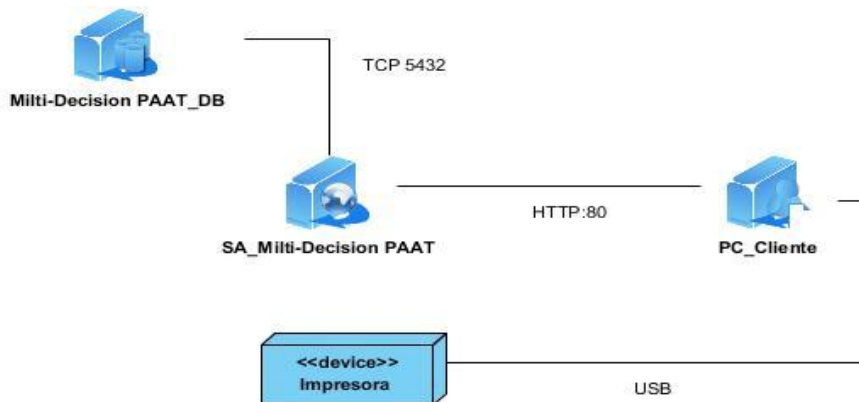 TCP 5432
Milti-Decision PAAT_DB
HTTP:80
SA_Milti-Decision PAAT
PC_Cliente
<<device>>
Impresora
USB